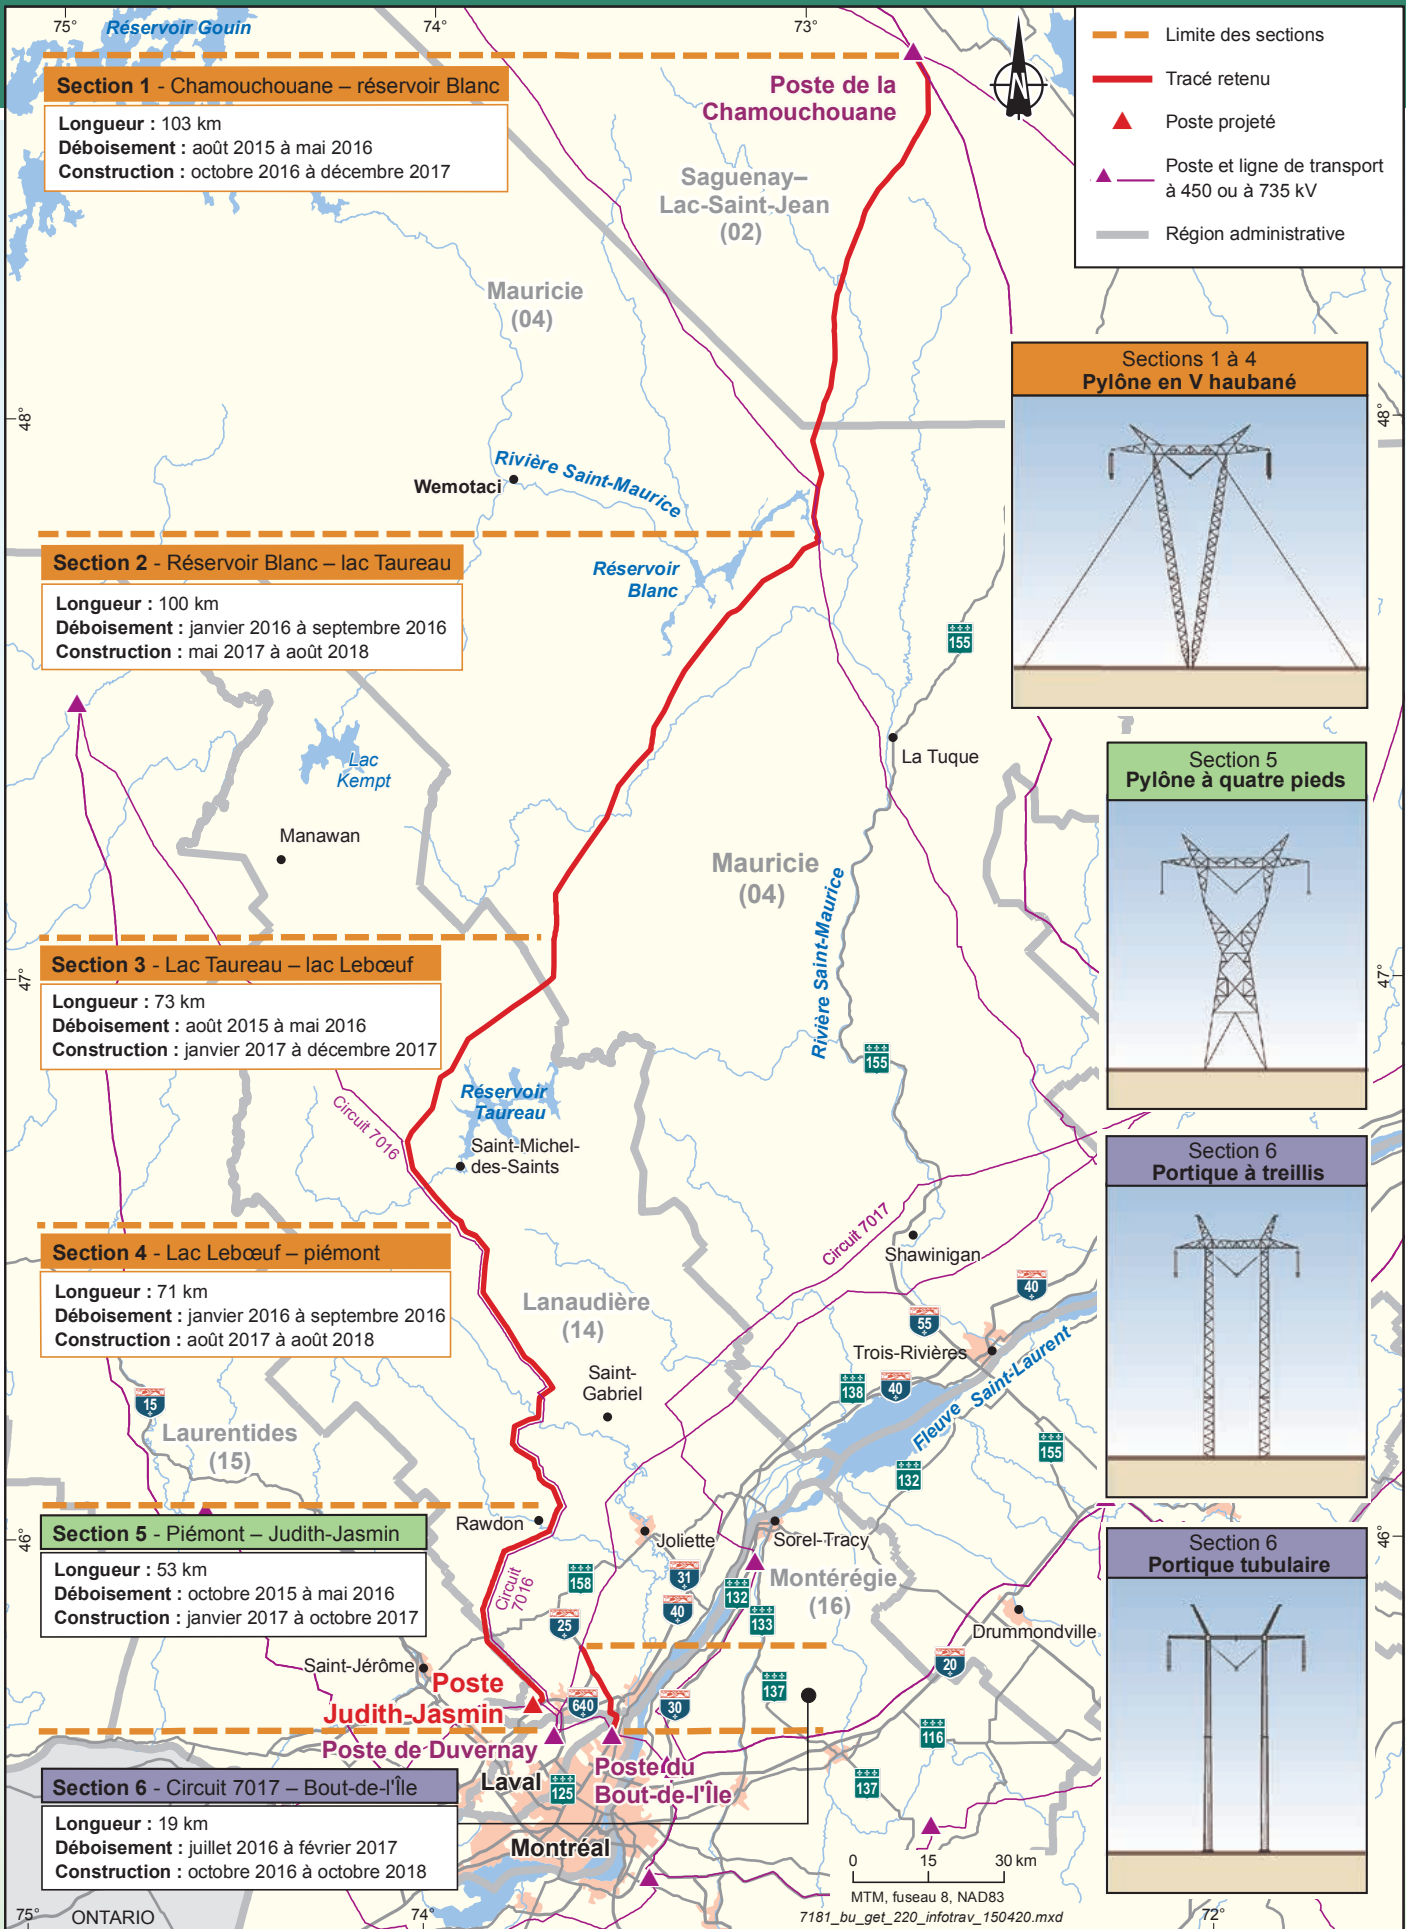 75°
74°
73°
Réservoir Gouin
Limite des sections
Tracé retenu
Poste projeté
Poste et ligne de transport
à 450 ou à 735 kV
Région administrative
Section 1 - Chamouchouane – réservoir Blanc
Longueur : 103 km
Déboisement : août 2015 à mai 2016
Construction : octobre 2016 à décembre 2017
Poste de la
Chamouchouane
N
Saguenay–
Lac-Saint-Jean
(02)
Mauricie
(04)
Sections 1 à 4
Pylône en V haubané
48°
48°
Rivière Saint-Maurice
Wemotaci
Section 2 - Réservoir Blanc – lac Taureau
Longueur : 100 km
Déboisement : janvier 2016 à septembre 2016
Construction : mai 2017 à août 2018
Réservoir
Blanc
155
La Tuque
Lac
Kempt
Manawan
Section 5
Pylône à quatre pieds
Mauricie
(04)
Rivière Saint-Maurice
47°
47°
Section 3 - Lac Taureau – lac Lebœuf
Longueur : 73 km
Déboisement : août 2015 à mai 2016
Construction : janvier 2017 à décembre 2017
155
Réservoir
Taureau
Circuit 7016
Saint-Michel-
des-Saints
Section 6
Portique à treillis
Circuit 7017
Shawinigan
Section 4 - Lac Lebœuf – piémont
Longueur : 71 km
Déboisement : janvier 2016 à septembre 2016
Construction : août 2017 à août 2018
Lanaudière
(14)
40
55
Trois-Rivières
Fleuve Saint-Laurent
Saint-
Gabriel
138
40
15
Laurentides
(15)
155
132
46°
46°
Section 5 - Piémont – Judith-Jasmin
Longueur : 53 km
Déboisement : octobre 2015 à mai 2016
Construction : janvier 2017 à octobre 2017
Rawdon
Joliette
Sorel-Tracy
Section 6
Portique tubulaire
Circuit
7016
158
31
40
132
133
Montérégie
(16)
25
Drummondville
20
Saint-Jérôme
Poste
Judith-Jasmin
640
30
137
116
Poste de Duvernay
Poste du
Bout-de-l'Île
Laval
125
137
Section 6 - Circuit 7017 – Bout-de-l'Île
Longueur : 19 km
Déboisement : juillet 2016 à février 2017
Construction : octobre 2016 à octobre 2018
Montréal
0 15 30 km
MTM, fuseau 8, NAD83
7181_bu_get_220_infotrav_150420.mxd
75°
ONTARIO
74°
72°